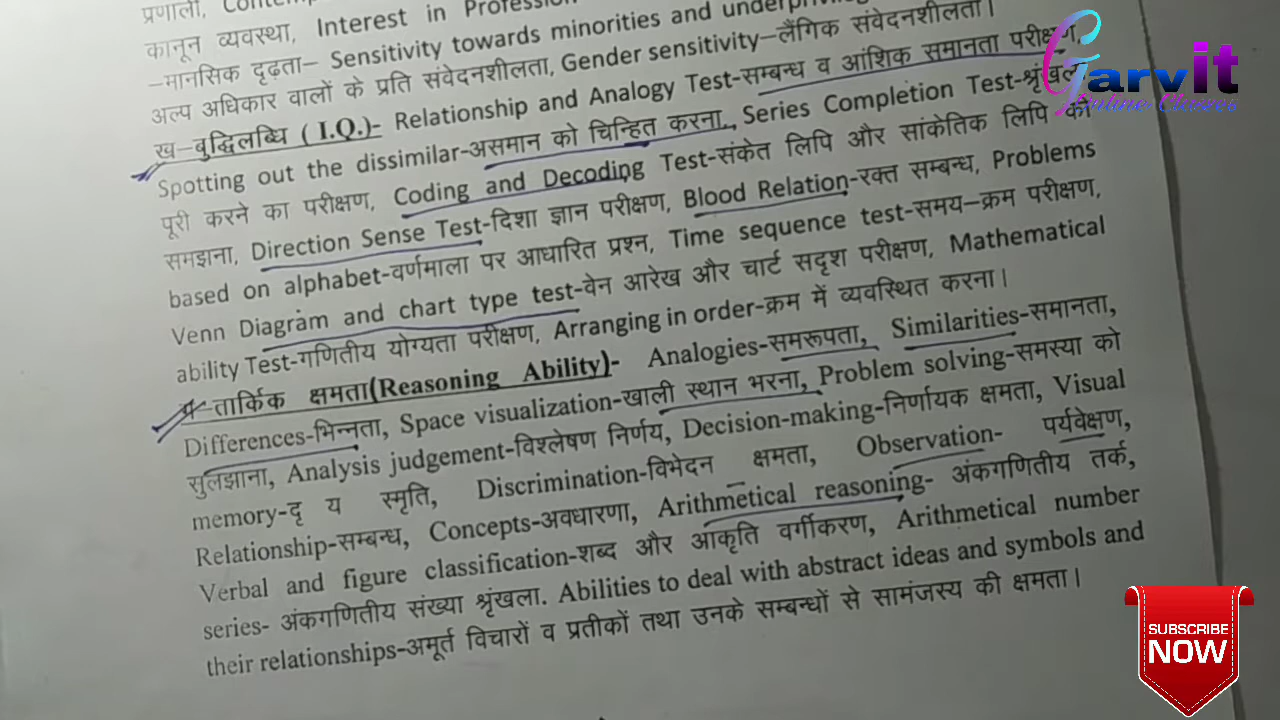 प्रणाली,
कानून व्यवस्था, Interest in Profession
–मानसिक दृढ़ता– Sensitivity towards minorities and
अल्प अधिकार वालों के प्रति संवेदनशीलता, Gender sensitivity–लैंगिक संवेदनशीलता।
ख–बुद्धिलब्धि ( I.Q.)- Relationship and Analogy Test-सम्बन्ध व आंशिक समानता परीक्षण,
Spotting out the dissimilar-असमान को चिन्हित करना, Series Completion Test-श्रृंखला
पूरी करने का परीक्षण, Coding and Decoding Test-संकेत लिपि और सांकेतिक लिपि को
समझना, Direction Sense Test-दिशा ज्ञान परीक्षण, Blood Relation-रक्त सम्बन्ध, Problems
based on alphabet-वर्णमाला पर आधारित प्रश्न, Time sequence test-समय–क्रम परीक्षण,
Venn Diagram and chart type test-वेन आरेख और चार्ट सदृश परीक्षण, Mathematical
ability Test-गणितीय योग्यता परीक्षण, Arranging in order-क्रम में व्यवस्थित करना।
ग–तार्किक क्षमता(Reasoning Ability)- Analogies-समरूपता, Similarities-समानता,
Differences-भिन्नता, Space visualization-खाली स्थान भरना, Problem solving-समस्या को
सुलझाना, Analysis judgement-विश्लेषण निर्णय, Decision-making-निर्णायक क्षमता, Visual
memory-दृ य स्मृति, Discrimination-विभेदन क्षमता, Observation- पर्यवेक्षण,
Relationship-सम्बन्ध, Concepts-अवधारणा, Arithmetical reasoning- अंकगणितीय तर्क,
Verbal and figure classification-शब्द और आकृति वर्गीकरण, Arithmetical number
series- अंकगणितीय संख्या श्रृंखला. Abilities to deal with abstract ideas and symbols and
their relationships-अमूर्त विचारों व प्रतीकों तथा उनके सम्बन्धों से सामंजस्य की क्षमता।
Garvit
Online Classes
SUBSCRIBE
NOW